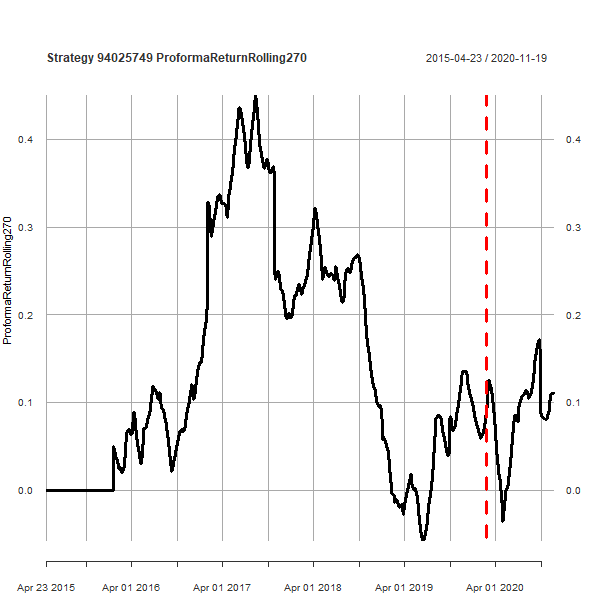 Strategy 94025749 ProformaReturnRolling270 2015-04-23 / 2020-11-19
ProformaReturnRolling270
0.4 0.4
0.3 0.3
0.2 0.2
0.1 0.1
0.0 0.0
Apr 23 2015 Apr 01 2016 Apr 01 2017 Apr 01 2018 Apr 01 2019 Apr 01 2020